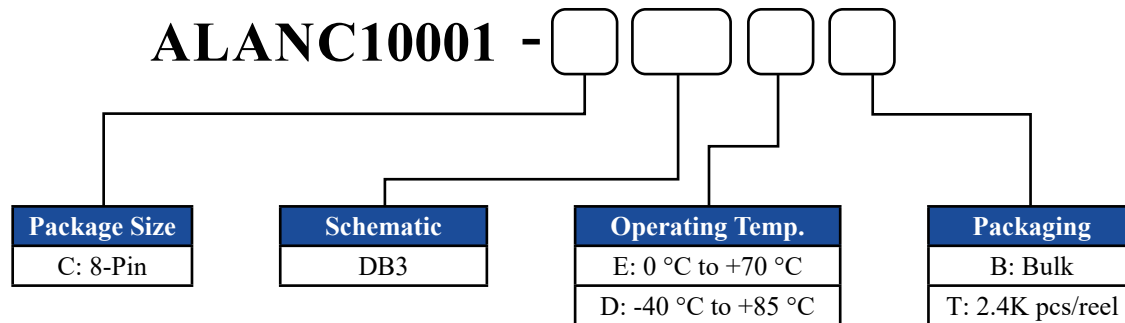 ALANC10001 -
Package Size
C: 8-Pin
Schematic
DB3
Operating Temp.
E: 0 °C to +70 °C
D: -40 °C to +85 °C
Packaging
B: Bulk
T: 2.4K pcs/reel